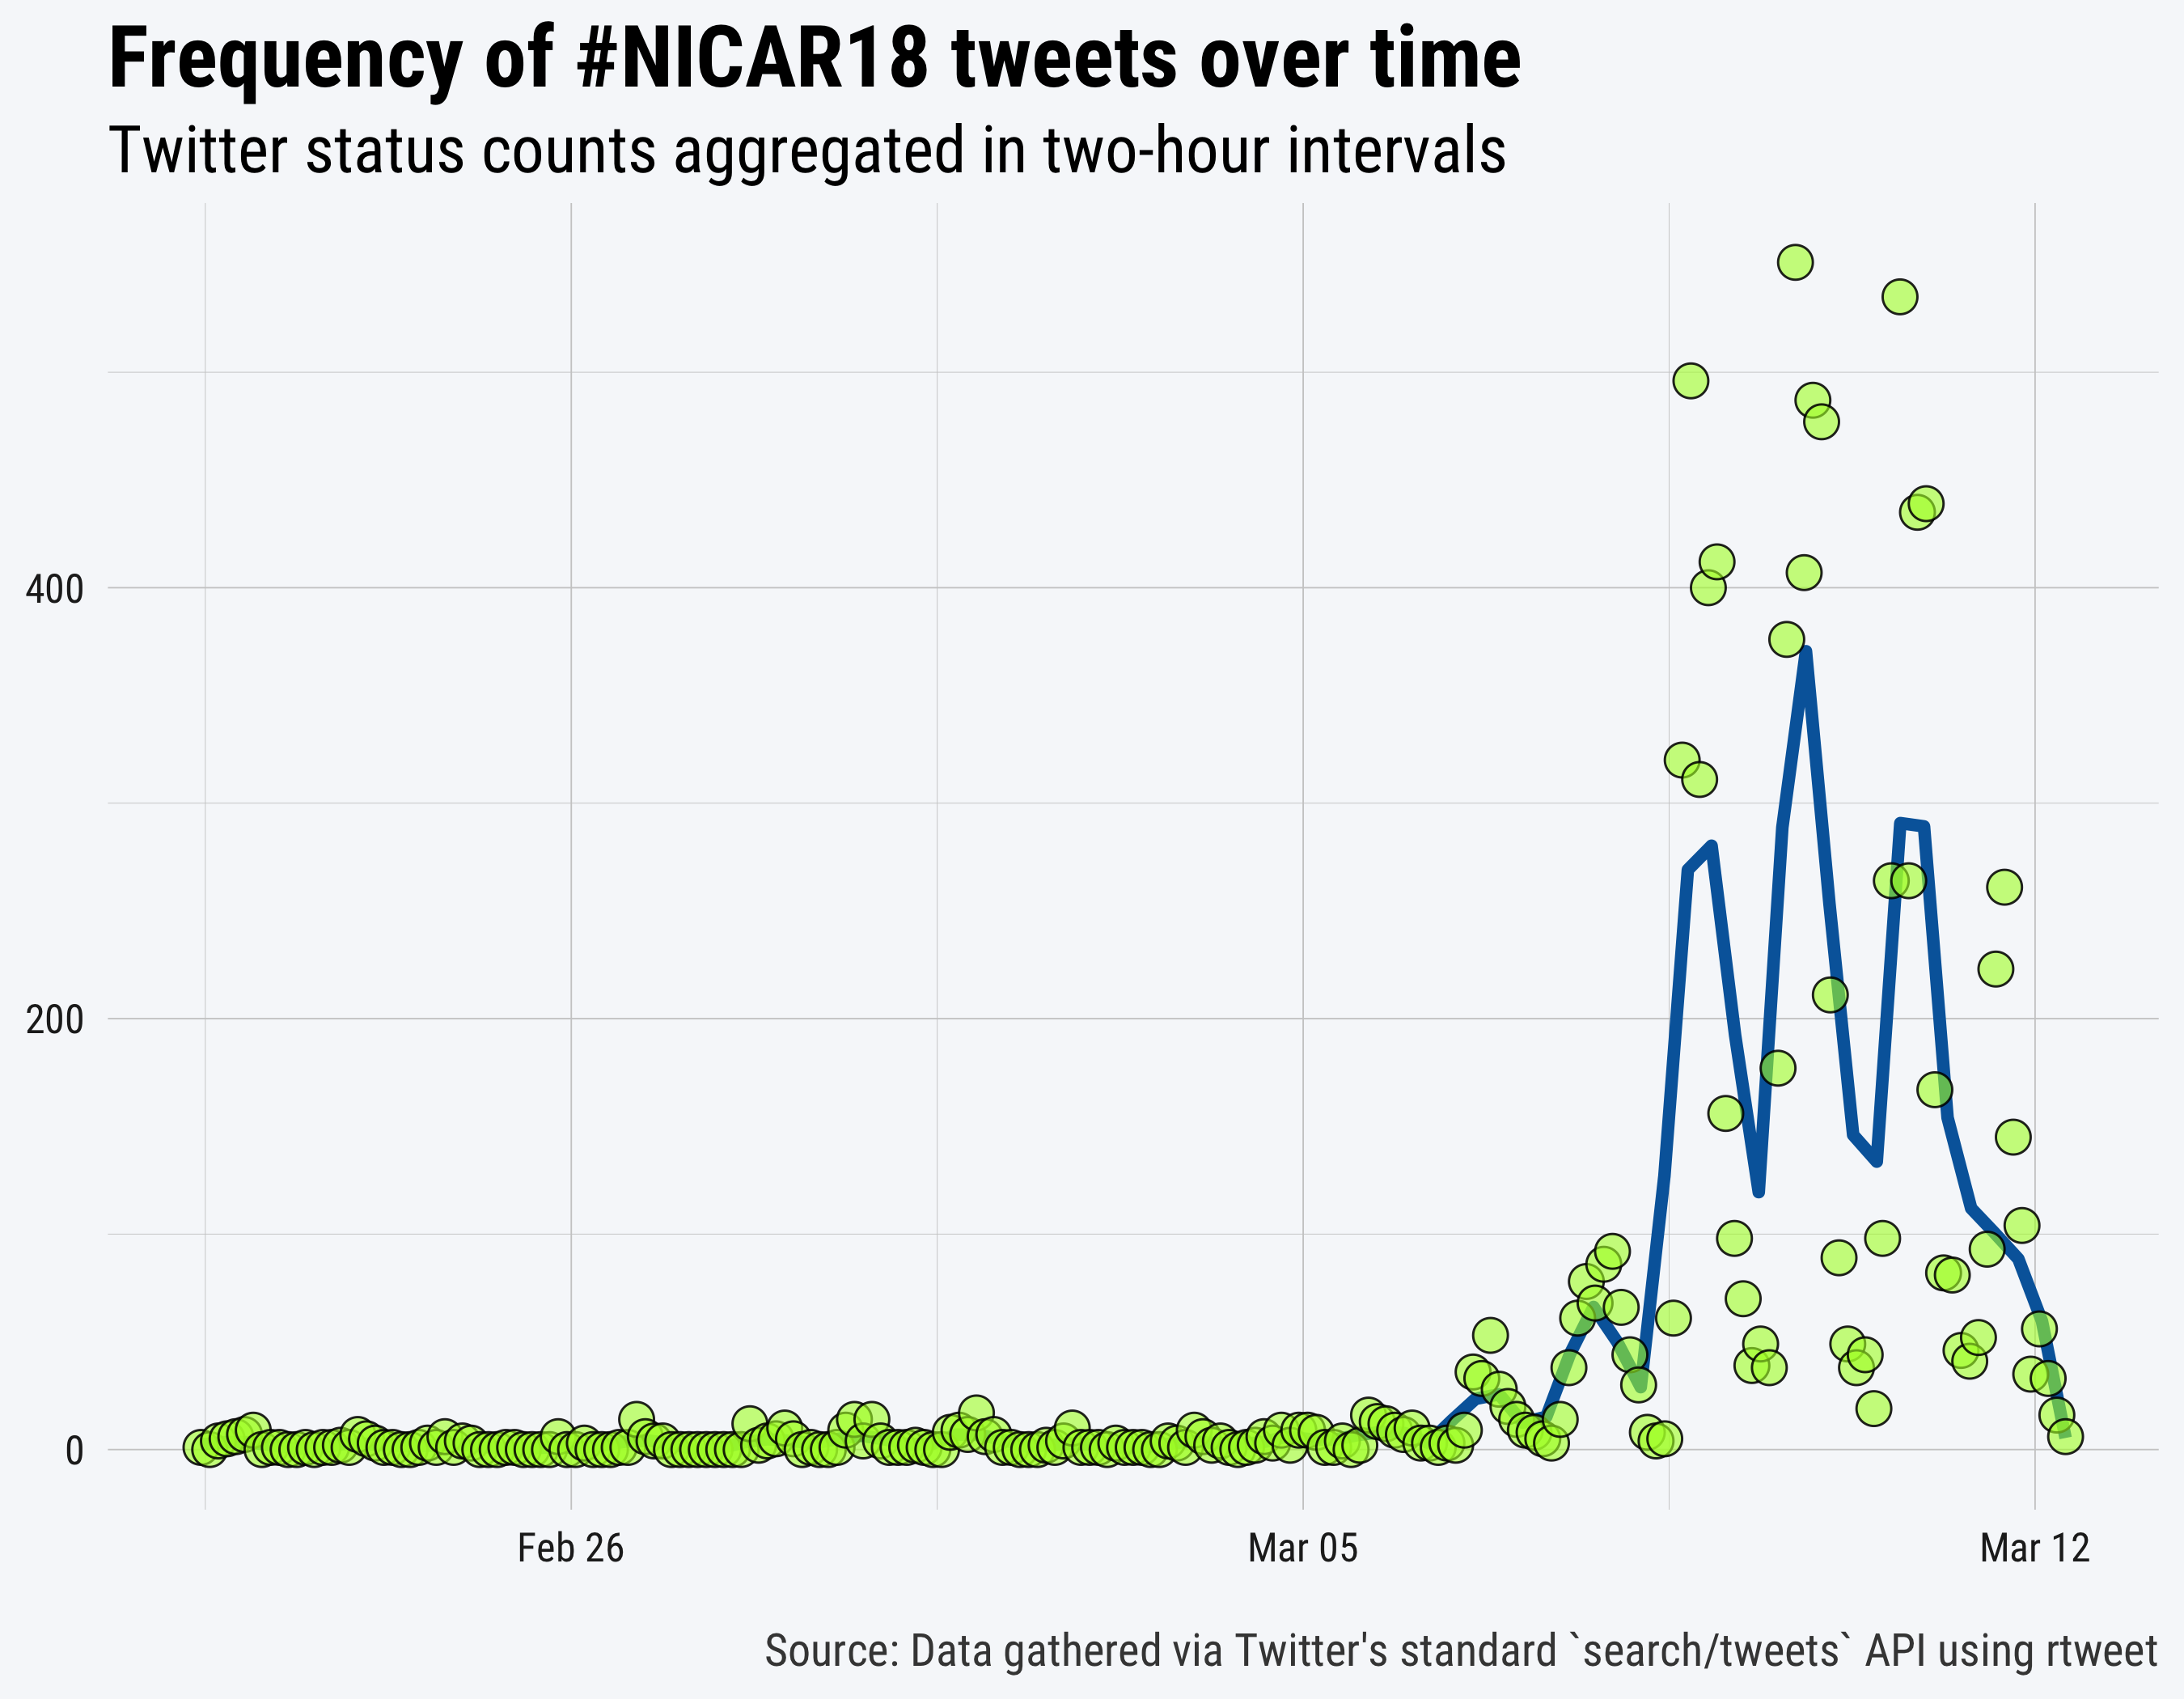 Frequency of #NICAR18 tweets over time
Twitter status counts aggregated in two-hour intervals
400
200
0
Feb 26
Mar 05
Mar 12
Source: Data gathered via Twitter's standard `search/tweets` API using rtweet